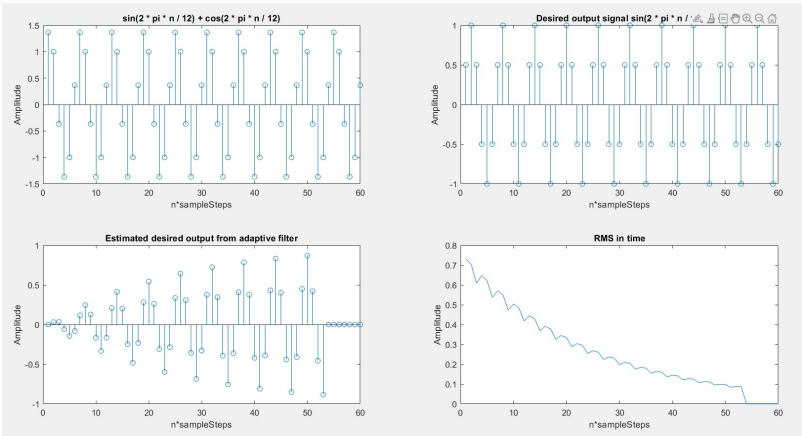 sin(2 * pi * n / 12) + cos(2 * pi * n / 12)
1.5
1
0.5
0
-0.5
-1
-1.5
Amplitude
0 10 20 30 40 50 60
n*sampleSteps
Desired output signal sin(2 * pi * n /
1
0.5
0
-0.5
-1
Amplitude
0 10 20 30 40 50 60
n*sampleSteps
Estimated desired output from adaptive filter
1
0.5
0
-0.5
-1
Amplitude
0 10 20 30 40 50 60
n*sampleSteps
RMS in time
0.8
0.7
0.6
0.5
0.4
0.3
0.2
0.1
0
Amplitude
0 10 20 30 40 50 60
n*sampleSteps